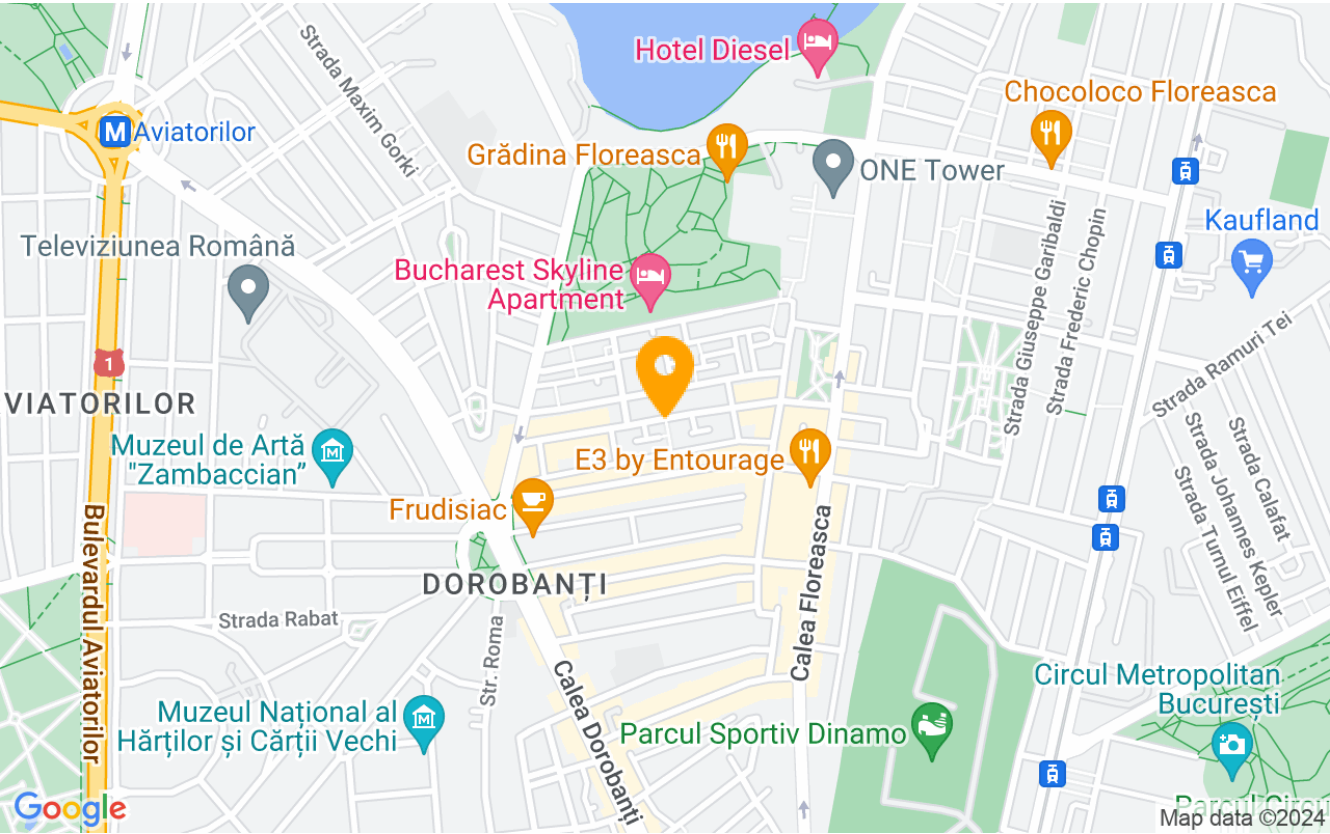 Hotel Diesel
Strada Maxim Gorki
Chocoloco Floreasca
M
Aviatorilor
Grădina Floreasca
ONE Tower
Kaufland
Televiziunea Română
Bucharest Skyline
Apartment
Strada Giuseppe Garibaldi
Strada Frederic Chopin
1
Strada Ramuri Tei
VIATORILOR
Muzeul de Artă
"Zambaccian”
E3 by Entourage
Strada Calafat
Strada Johannes Kepler
Strada Turnul Eiffel
Frudisiac
Bulevardul Aviatorilor
Calea Floreasca
DOROBANȚI
Strada Rabat
Str. Roma
Calea Dorobanți
Circul Metropolitan
București
Muzeul Național al
Hărților și Cărții Vechi
Parcul Sportiv Dinamo
Google
Parcul Circu
Map data ©2024